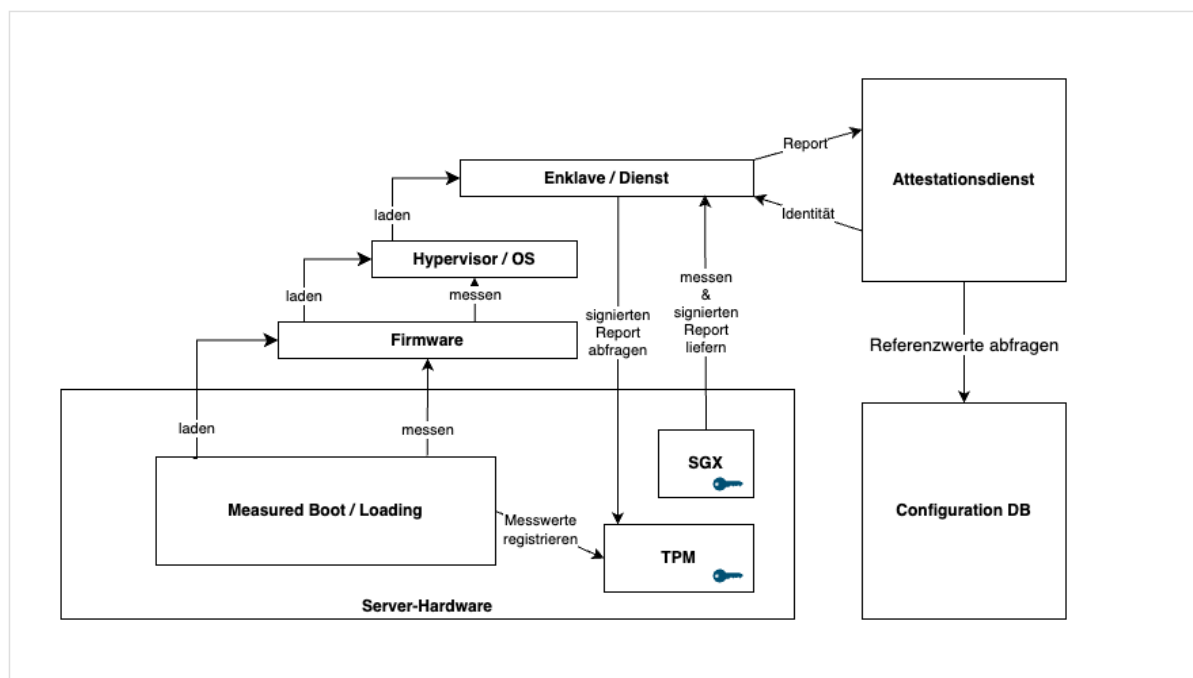 Report
Attestationsdienst
Enklave / Dienst
Identität
laden
Hypervisor / OS
messen
&
signierten
Report
liefern
laden
messen
signierten
Report
abfragen
Firmware
Referenzwerte abfragen
laden
messen
SGX
Measured Boot / Loading
Messwerte
registrieren
TPM
Configuration DB
Server-Hardware